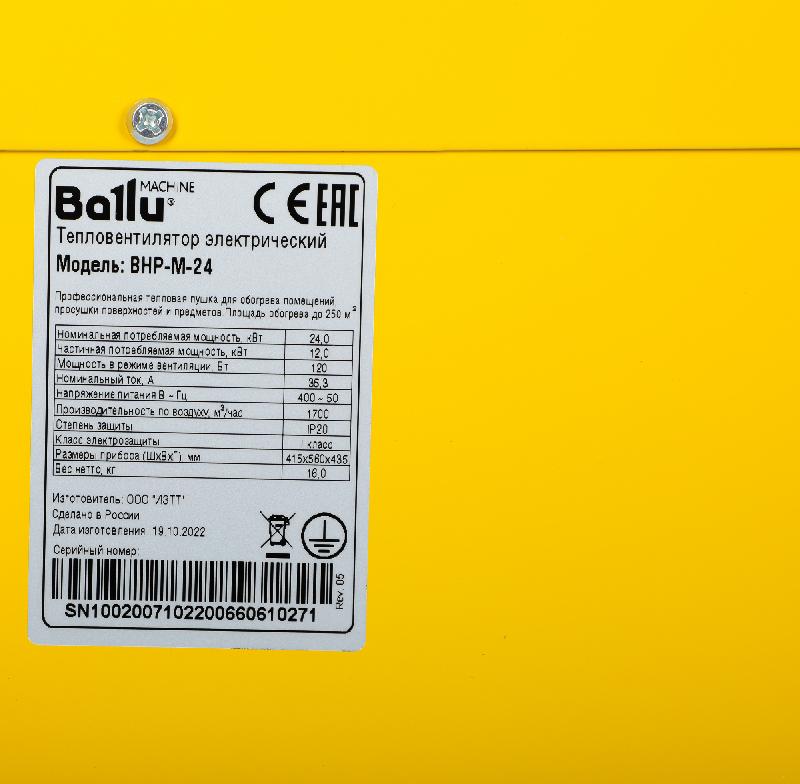 MACHINE
Ballu®
CE EAC
Тепловентилятор электрический
Модель: BHP-M-24
Профессиональная тепловая пушка для обогрева помещений
просушки поверхностей и предметов. Площадь обогрева до 250 м²
Номинальная потребляемая мощность, кВт 24,0
Частичная потребляемая мощность, кВт 12,0
Мощность в режиме вентиляции, Вт 120
Номинальный ток, А 35,3
Напряжение питания В ~ Гц 400 ~ 50
Производительность по воздуху, м³/час 1700
Степень защиты IP20
Класс электрозащиты класс
Размеры прибора (ШхВхГ), мм 415x560x435
Вес нетто, кг 16,0
Изготовитель: ООО "ИЗТТ"
Сделано в России
Дата изготовления 19.10.2022
Серийный номер:
Rev. 05
SN1002007102200660610271